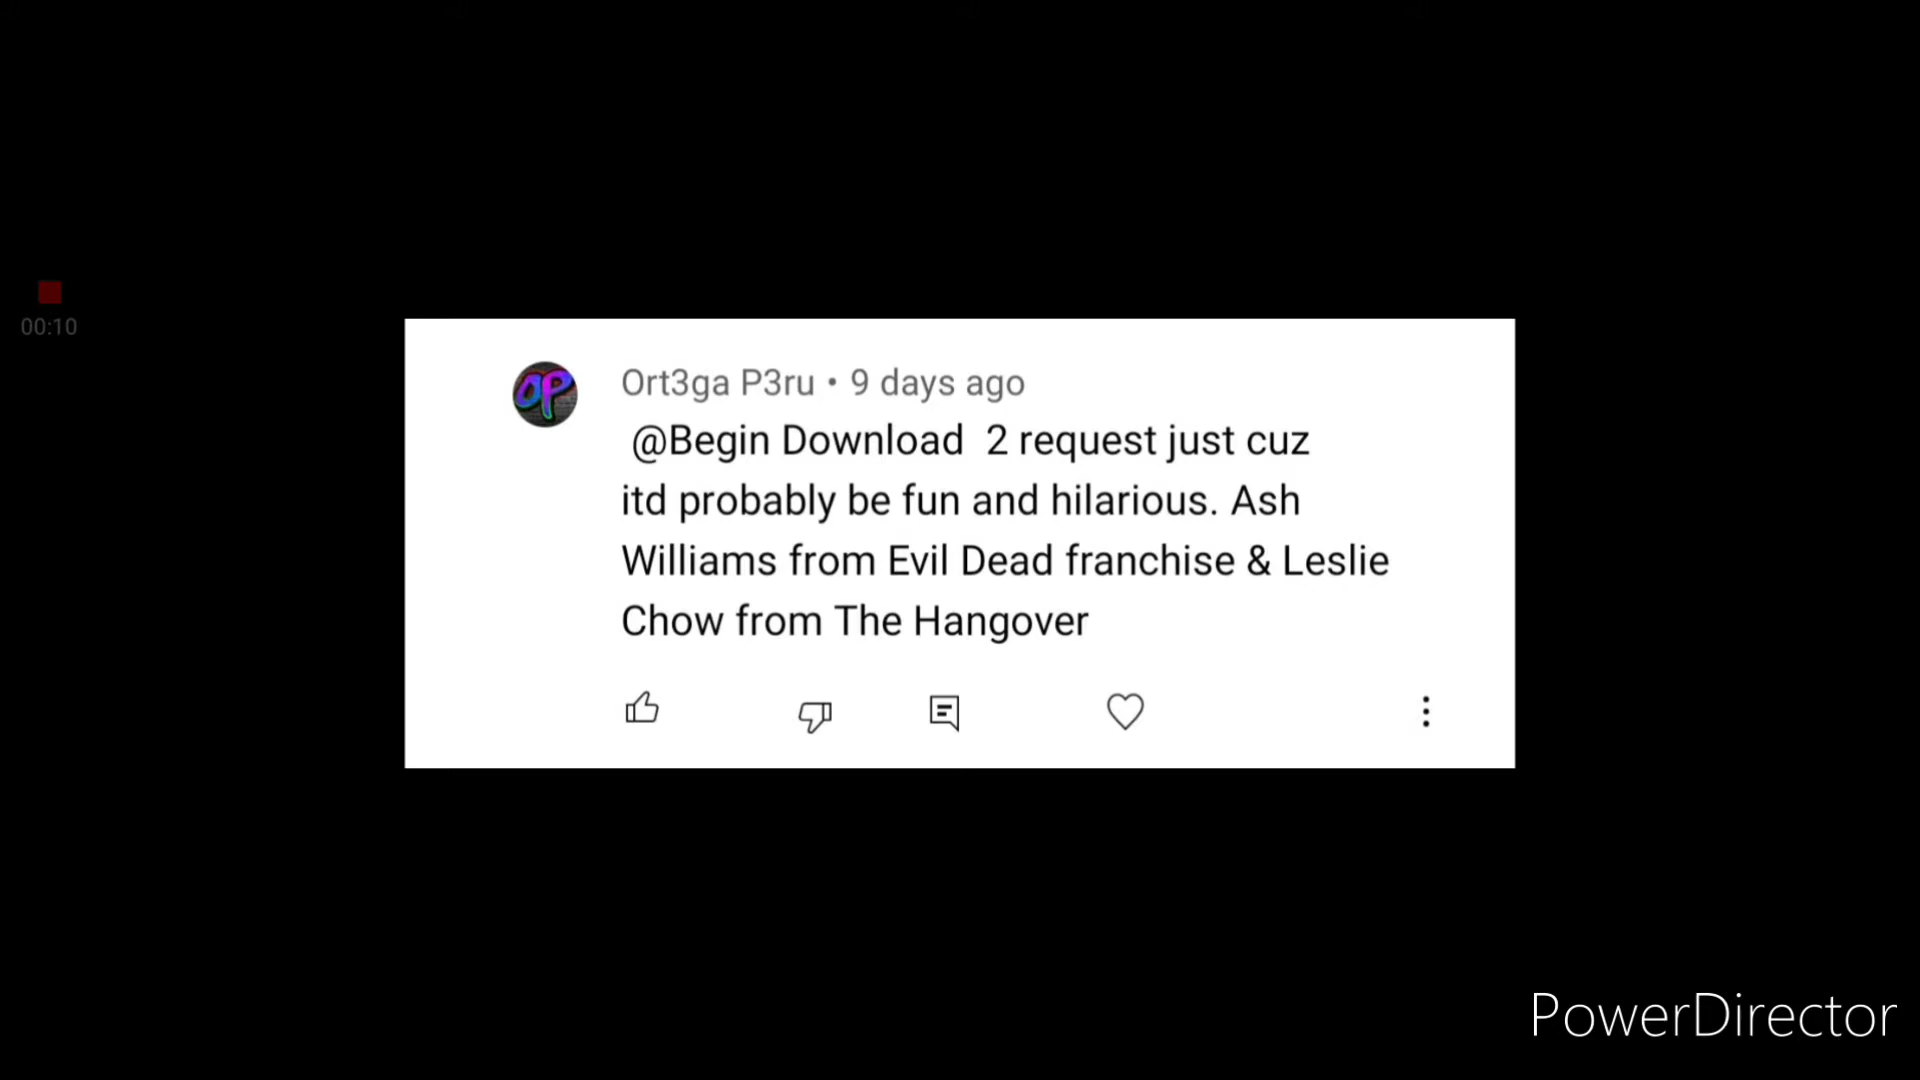 00:10
OP
Ort3ga P3ru • 9 days ago
@Begin Download  2 request just cuz
itd probably be fun and hilarious. Ash
Williams from Evil Dead franchise & Leslie
Chow from The Hangover
PowerDirector